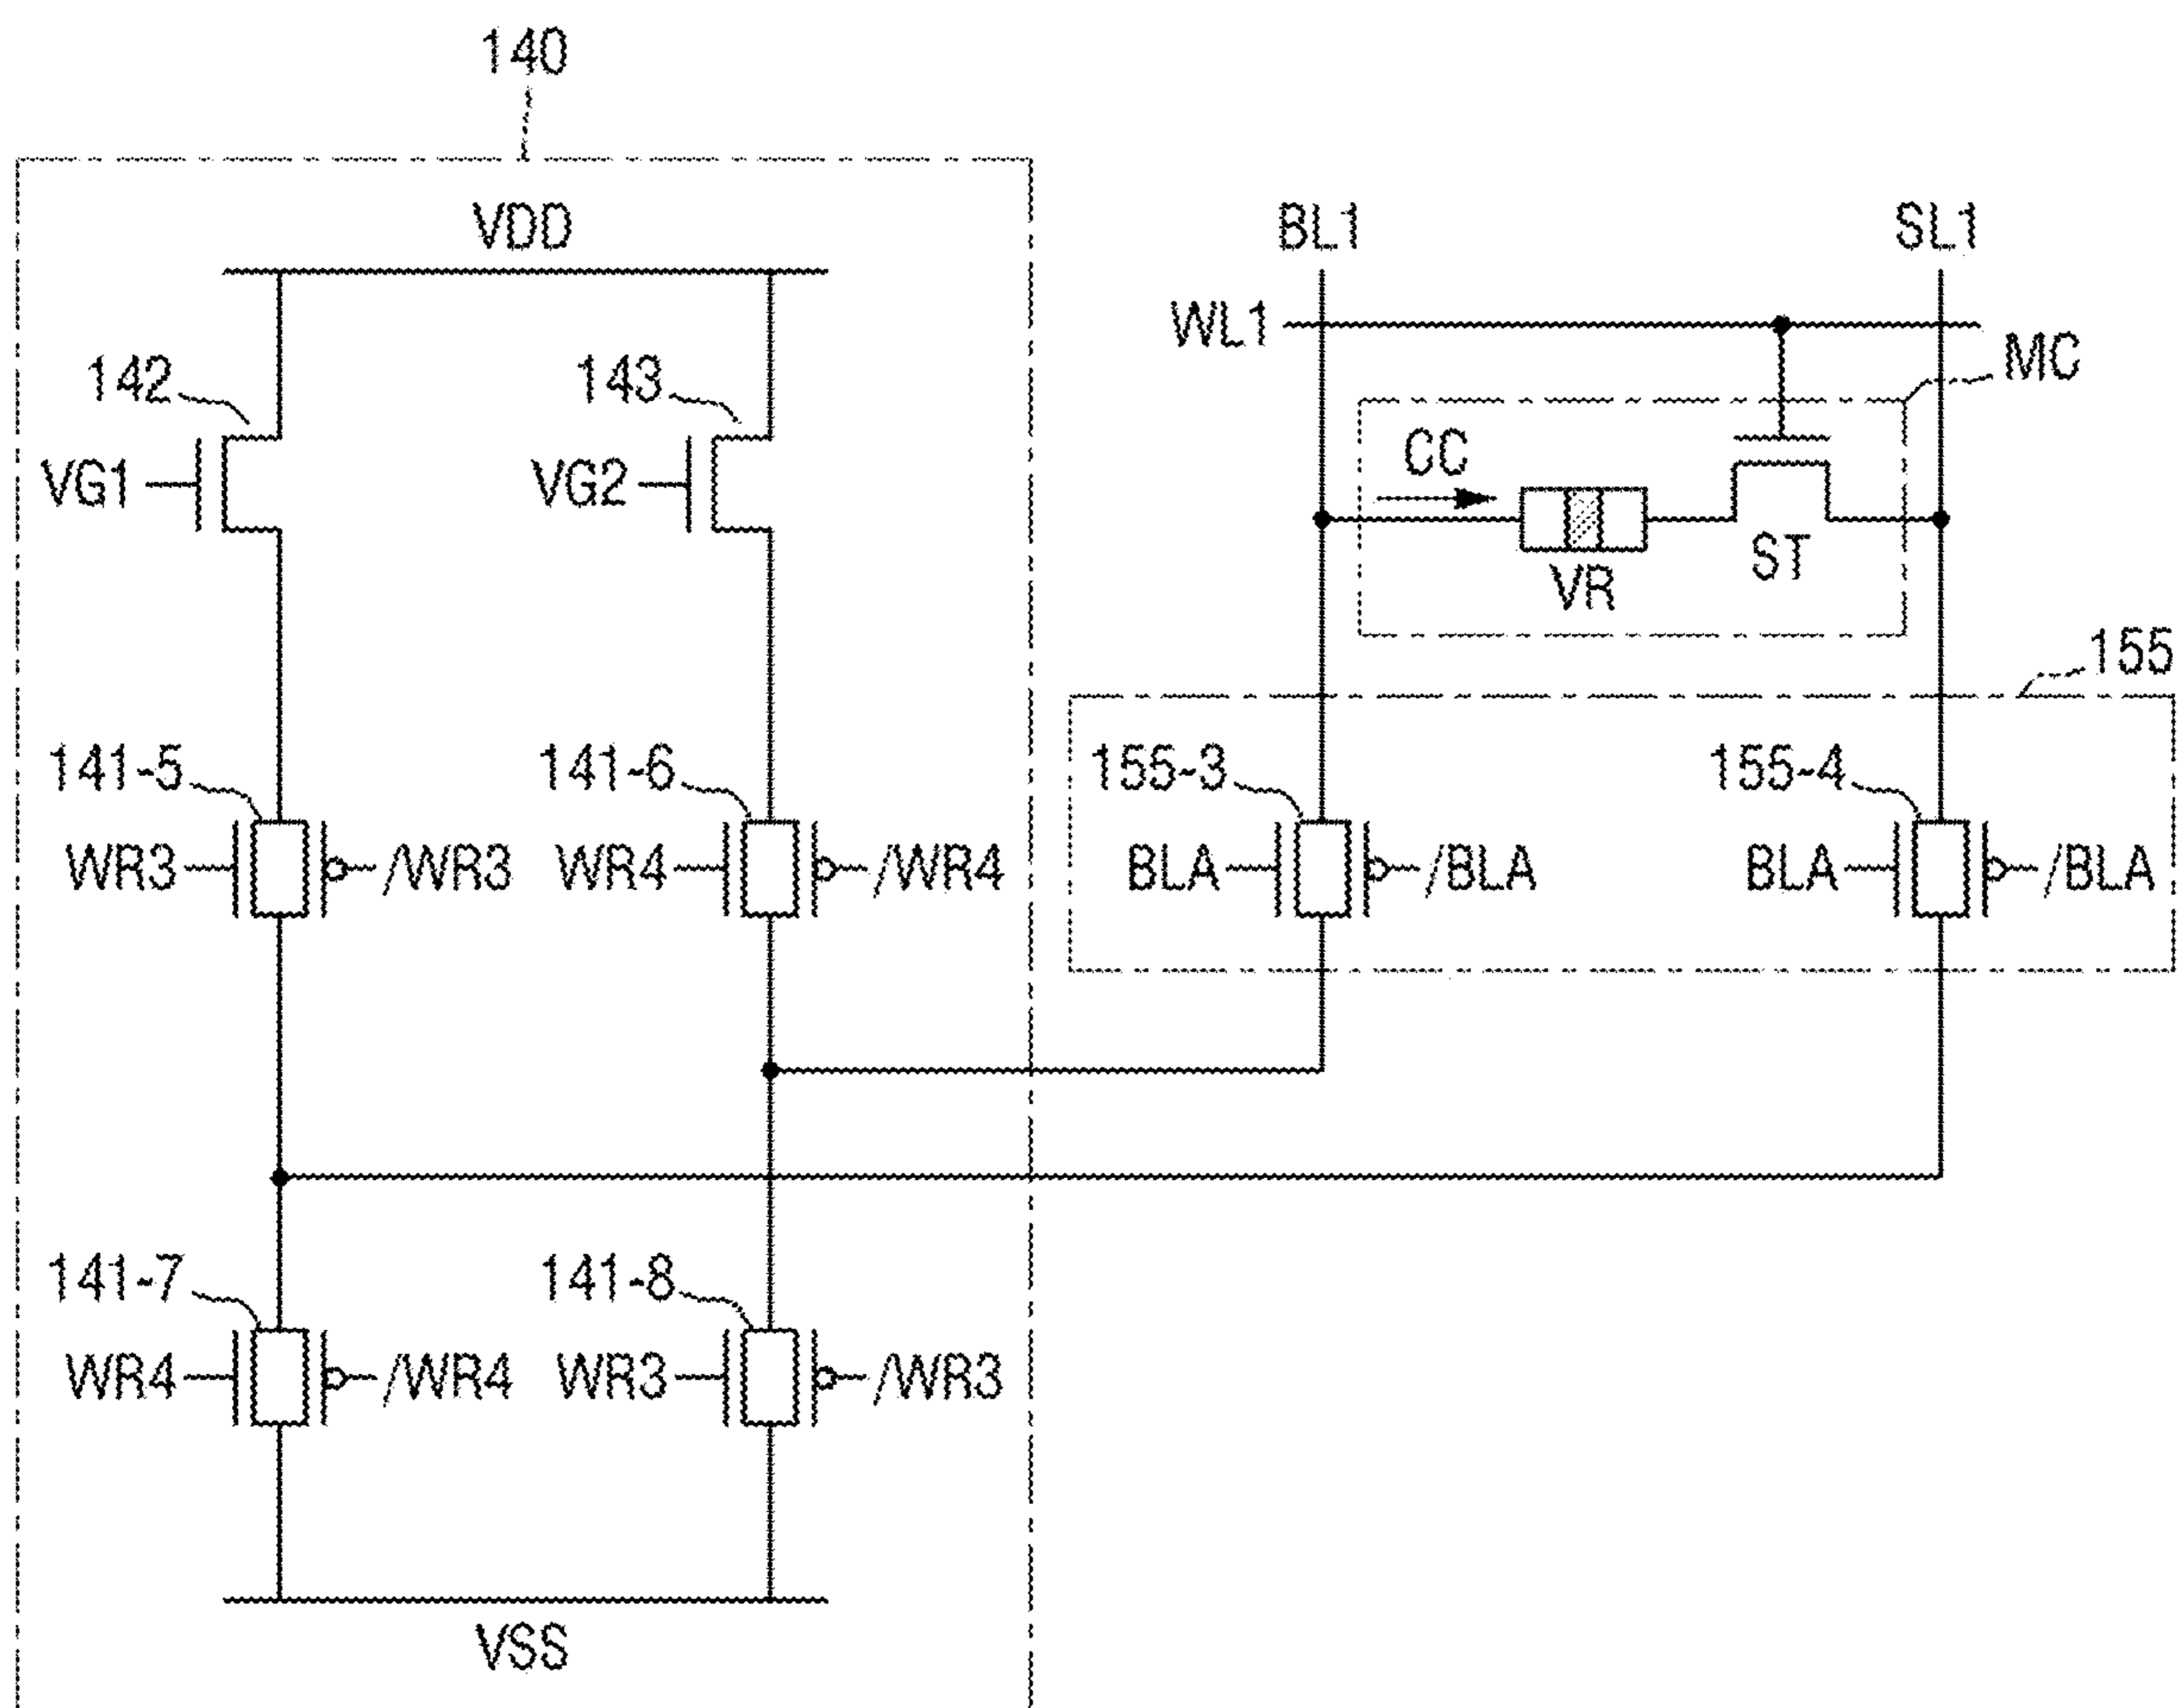 140
VDD
BL1
SL1
WL1
MC
142
143
CC
VG1
VG2
ST
VR
155
141-5
141-6
155-3
155-4
WR3
/WR3
WR4
/WR4
BLA
/BLA
BLA
/BLA
141-7
141-8
WR4
/WR4
WR3
/WR3
VSS